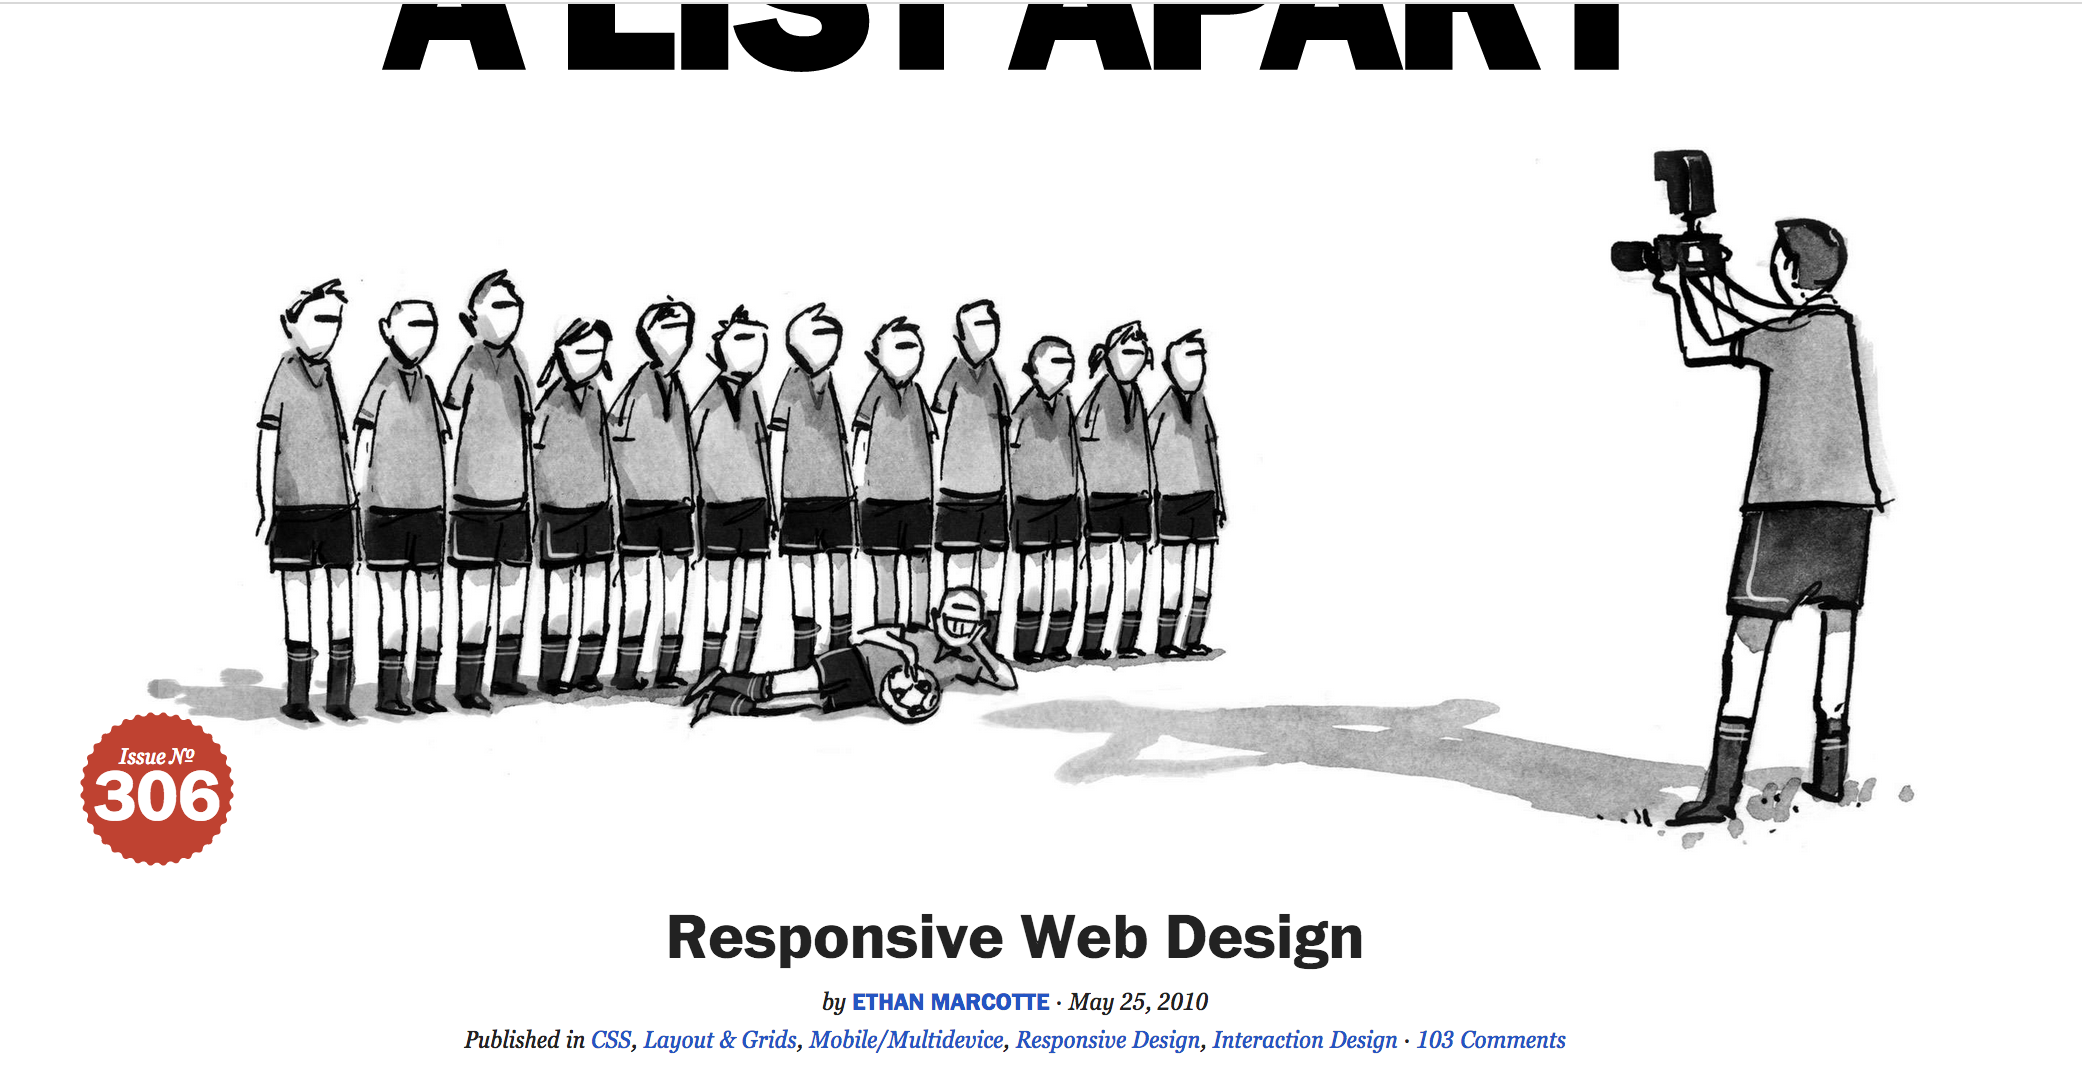 A LIST APART
Issue Nº
306
Responsive Web Design
by ETHAN MARCOTTE · May 25, 2010
Published in CSS, Layout & Grids, Mobile/Multidevice, Responsive Design, Interaction Design · 103 Comments